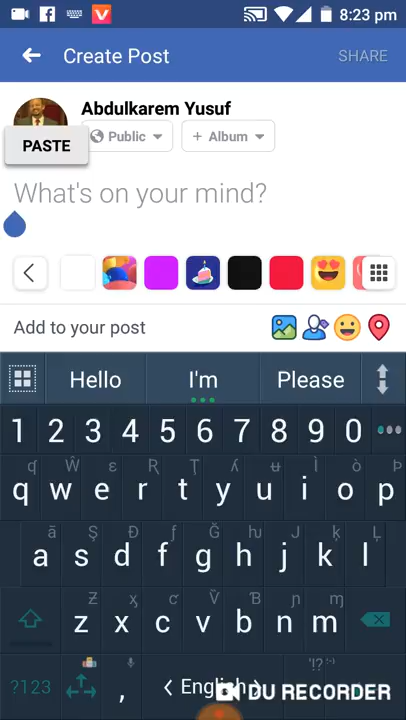 8:23 pm
Create Post
SHARE
Abdulkarem Yusuf
Public
+ Album
PASTE
What's on your mind?
Add to your post
Hello
I'm
Please
1 2 3 4 5 6 7 8 9 0
q w e r t y u i o p
a s d f g h j k l
z x c v b n m
?123
,
DU RECORDER